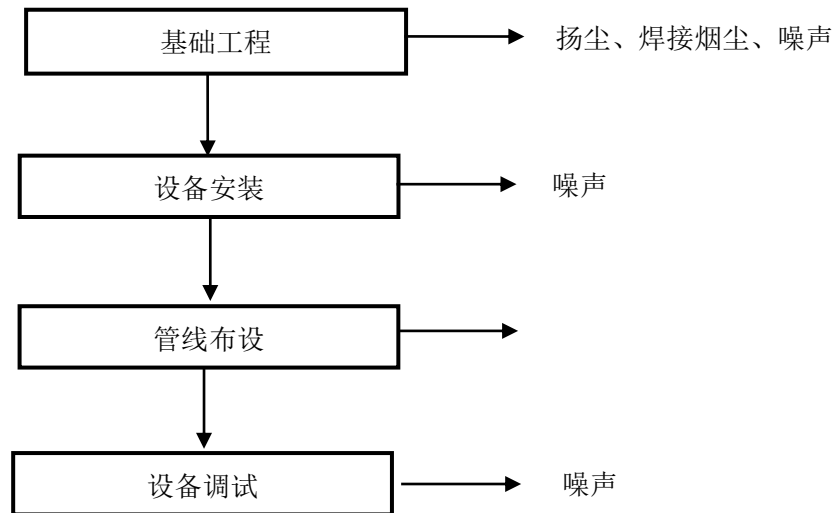 基础工程
扬尘、焊接烟尘、噪声
设备安装
噪声
管线布设
设备调试
噪声